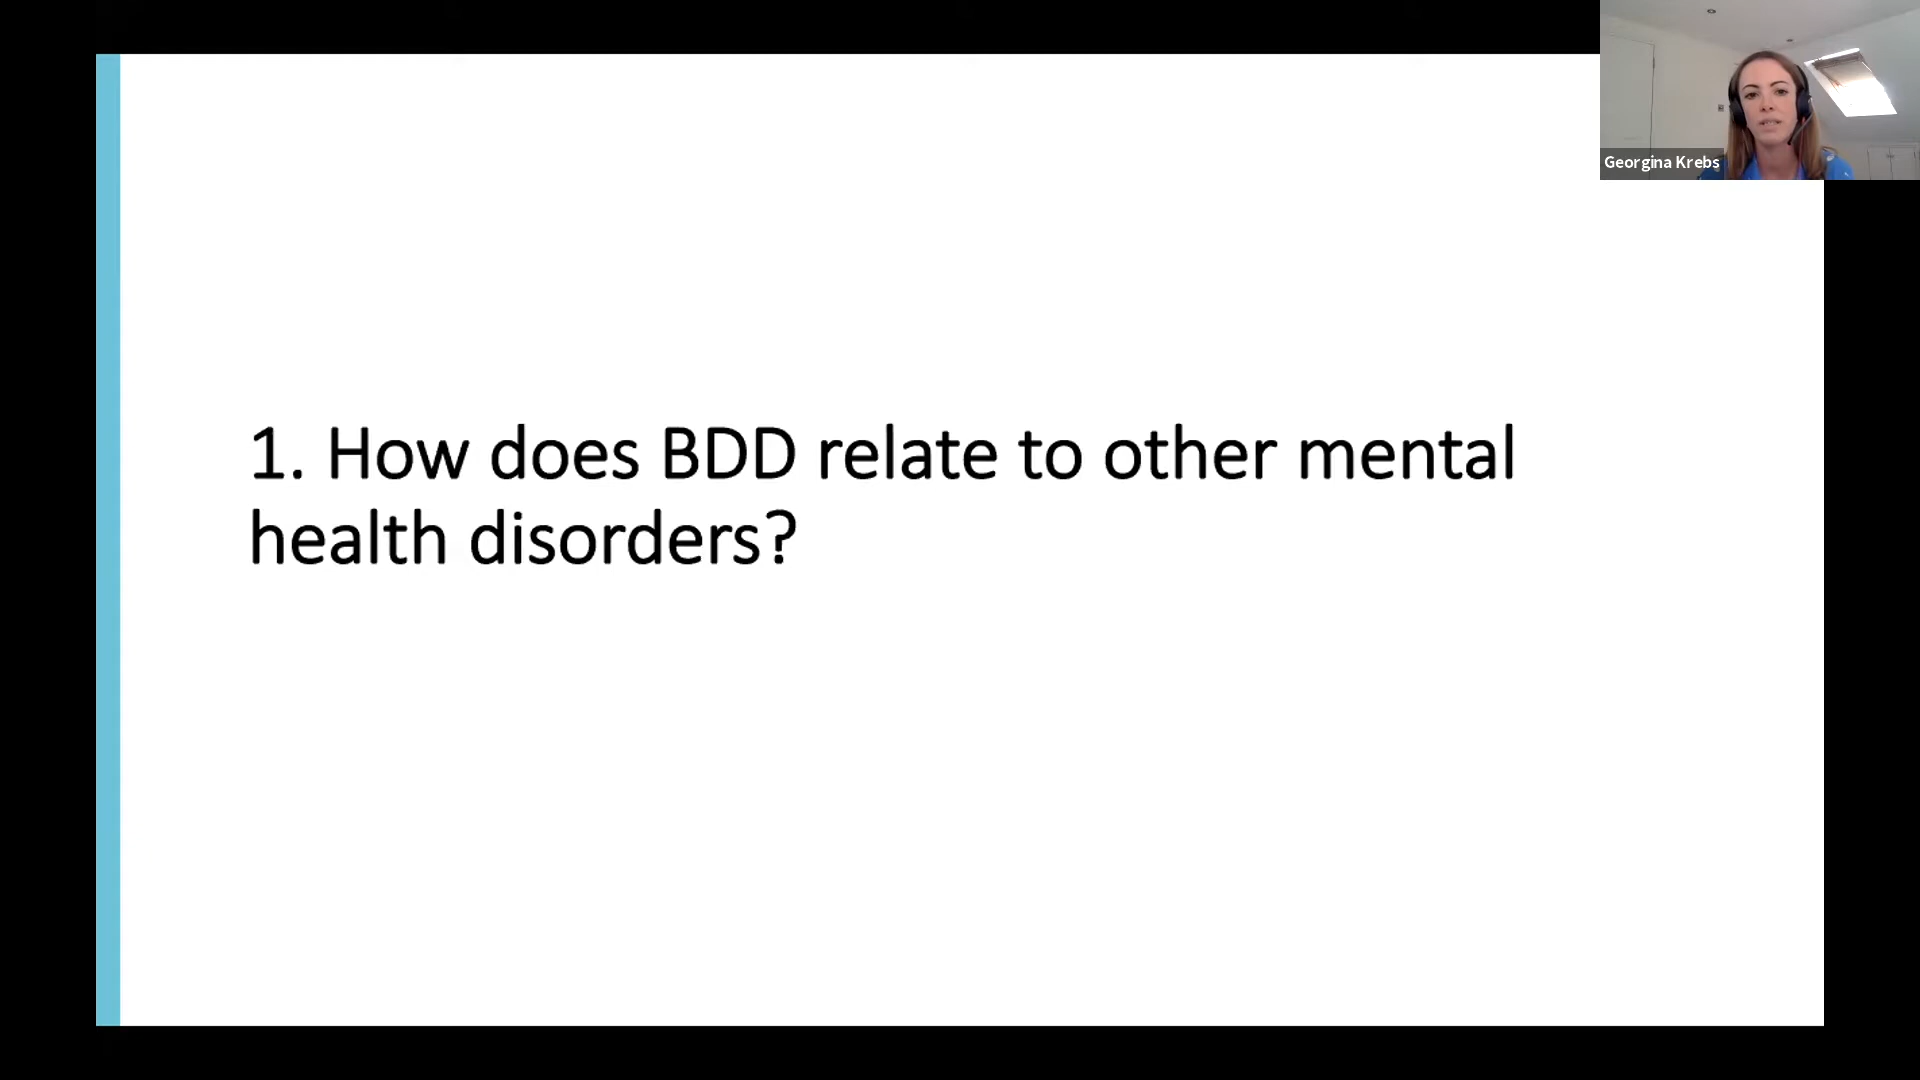 Georgina Krebs
1. How does BDD relate to other mental
health disorders?